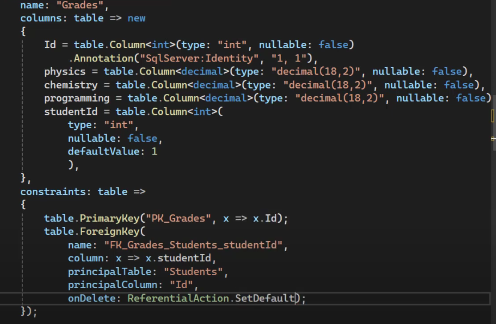 name: "Grades",
columns: table => new
{
Id = table.Column<int>(type: "int", nullable: false)
.Annotation("SqlServer:Identity", "1, 1"),
physics = table.Column<decimal>(type: "decimal(18,2)", nullable: false),
chemistry = table.Column<decimal>(type: "decimal(18,2)", nullable: false),
programming = table.Column<decimal>(type: "decimal(18,2)", nullable: false)
studentId = table.Column<int>(
type: "int",
nullable: false,
defaultValue: 1
),
},
constraints: table =>
{
table.PrimaryKey("PK_Grades", x => x.Id);
table.ForeignKey(
name: "FK_Grades_Students_studentId",
column: x => x.studentId,
principalTable: "Students",
principalColumn: "Id",
onDelete: ReferentialAction.SetDefault);
});